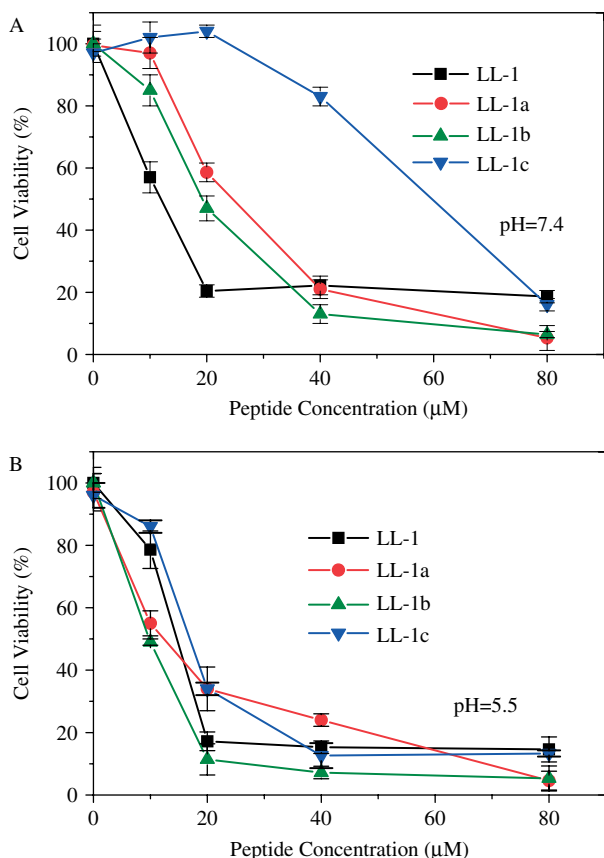 A
100
80
60
40
20
0
Cell Viability (%)
LL-1
LL-1a
LL-1b
LL-1c
pH=7.4
0 20 40 60 80
Peptide Concentration (μM)
B
100
80
60
40
20
0
Cell Viability (%)
LL-1
LL-1a
LL-1b
LL-1c
pH=5.5
0 20 40 60 80
Peptide Concentration (μM)